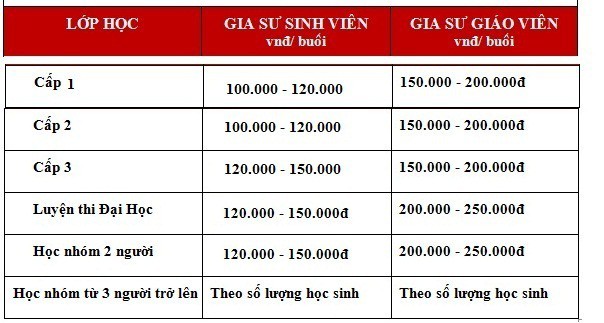 LỚP HỌC
GIA SƯ SINH VIÊN
vnđ/ buổi
GIA SƯ GIÁO VIÊN
vnđ/ buổi
Cấp 1
100.000 - 120.000
150.000 - 200.000đ
Cấp 2
100.000 - 120.000
150.000 - 200.000đ
Cấp 3
120.000 - 150.000
150.000 - 200.000đ
Luyện thi Đại Học
120.000 - 150.000đ
200.000 - 250.000đ
Học nhóm 2 người
120.000 - 150.000đ
200.000 - 250.000đ
Học nhóm từ 3 người trở lên
Theo số lượng học sinh
Theo số lượng học sinh